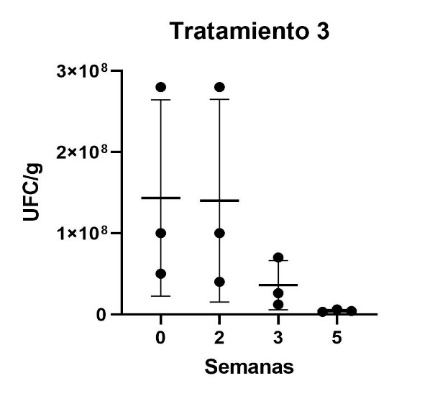 Tratamiento 3
3×10⁸
2×10⁸
1×10⁸
0
UFC/g
0 2 3 5
Semanas